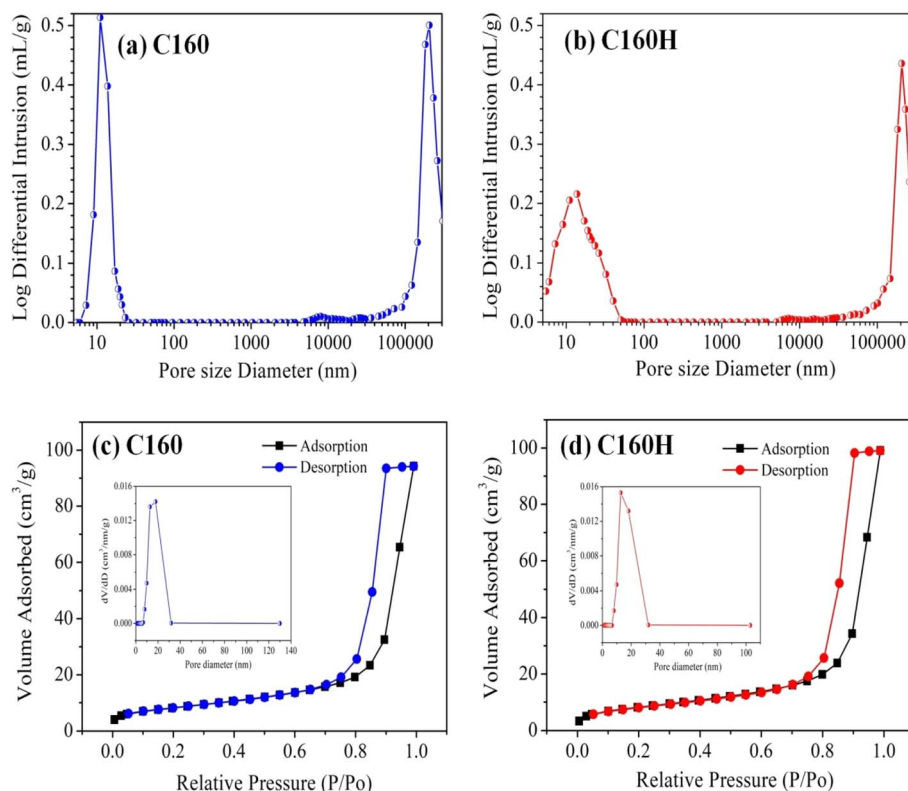 (a) C160
Log Differential Intrusion (mL/g)
0.5
0.4
0.3
0.2
0.1
0.0
10 100 1000 10000 100000
Pore size Diameter (nm)
(b) C160H
Log Differential Intrusion (mL/g)
0.5
0.4
0.3
0.2
0.1
0.0
10 100 1000 10000 100000
Pore size Diameter (nm)
(c) C160
Adsorption
Desorption
Volume Adsorbed (cm³/g)
100
80
60
40
20
0
0.0 0.2 0.4 0.6 0.8 1.0
Relative Pressure (P/Po)
dV/dD (cm³/nm/g)
0.016
0.012
0.008
0.004
0.000
0 20 40 60 80 100 120 140
Pore diameter (nm)
(d) C160H
Adsorption
Desorption
Volume Adsorbed (cm³/g)
100
80
60
40
20
0
0.0 0.2 0.4 0.6 0.8 1.0
Relative Pressure (P/Po)
dV/dD (cm³/nm/g)
0.016
0.012
0.008
0.004
0.000
0 20 40 60 80 100
Pore diameter (nm)